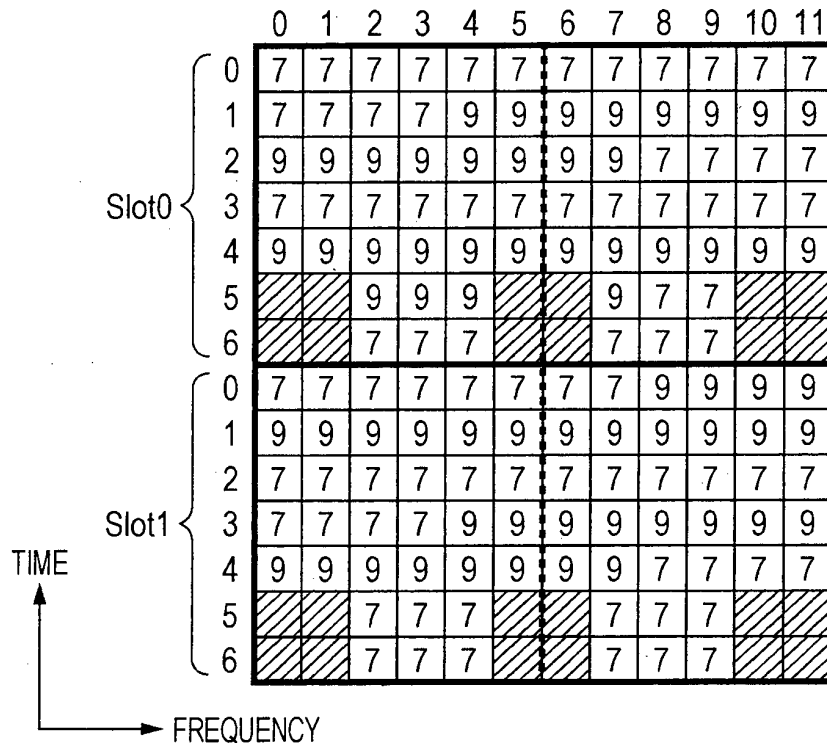 0 1 2 3 4 5 6 7 8 9 10 11
0 7 7 7 7 7 7 7 7 7 7 7 7
1 7 7 7 7 9 9 9 9 9 9 9 9
2 9 9 9 9 9 9 9 9 7 7 7 7
Slot0
3 7 7 7 7 7 7 7 7 7 7 7 7
4 9 9 9 9 9 9 9 9 9 9 9 9
5 9 9 9 9 7 7
6 7 7 7 7 7 7
0 7 7 7 7 7 7 7 7 9 9 9 9
1 9 9 9 9 9 9 9 9 9 9 9 9
2 7 7 7 7 7 7 7 7 7 7 7 7
Slot1
3 7 7 7 7 9 9 9 9 9 9 9 9
4 9 9 9 9 9 9 9 9 7 7 7 7
TIME
5 7 7 7 7 7 7
6 7 7 7 7 7 7
FREQUENCY